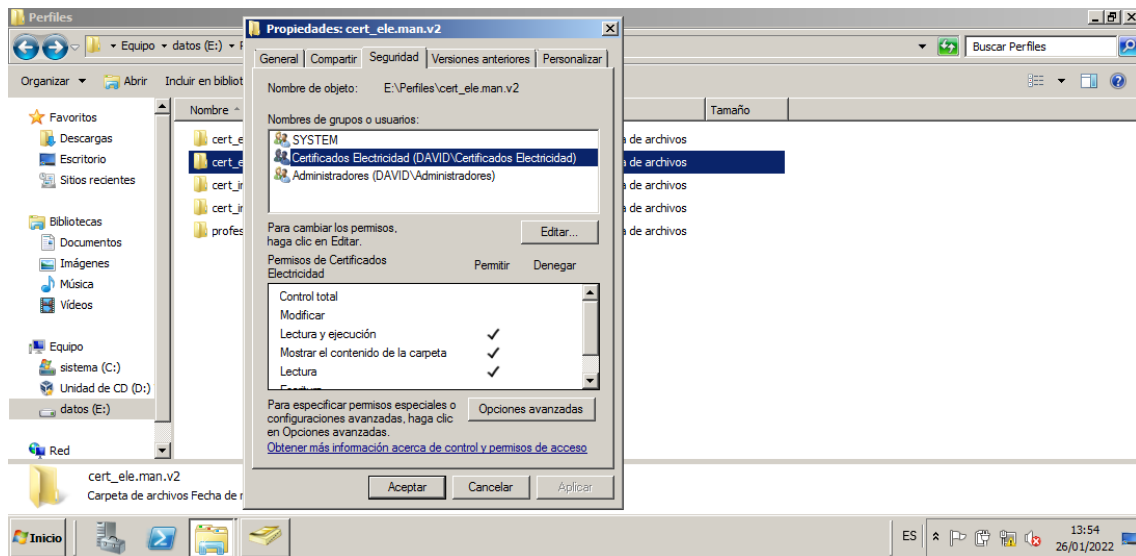 Perfiles
Propiedades: cert_ele.man.v2
Equipo
datos (E:)
Buscar Perfiles
General
Compartir
Seguridad
Versiones anteriores
Personalizar
Organizar
Abrir
Incluir en
Nombre de objeto: E:\Perfiles\cert_ele.man.v2
Nombre
Tamaño
Nombres de grupos o usuarios:
SYSTEM
Certificados Electricidad (DAVID\Certificados Electricidad)
Administradores (DAVID\Administradores)
de archivos
de archivos
de archivos
de archivos
de archivos
Favoritos
Descargas
Escritorio
Sitios recientes
Bibliotecas
Documentos
Imágenes
Música
Vídeos
Equipo
sistema (C:)
Unidad de CD (D:)
datos (E:)
Red
Para cambiar los permisos,
haga clic en Editar.
Editar...
Permisos de Certificados
Electricidad
Permitir
Denegar
Control total
Modificar
Lectura y ejecución
Mostrar el contenido de la carpeta
Lectura
Para especificar permisos especiales o
configuraciones avanzadas, haga clic
en Opciones avanzadas.
Opciones avanzadas
Obtener más información acerca de control y permisos de acceso
Aceptar
Cancelar
Aplicar
cert_ele.man.v2
Carpeta de archivos Fecha de
Inicio
ES
13:54
26/01/2022